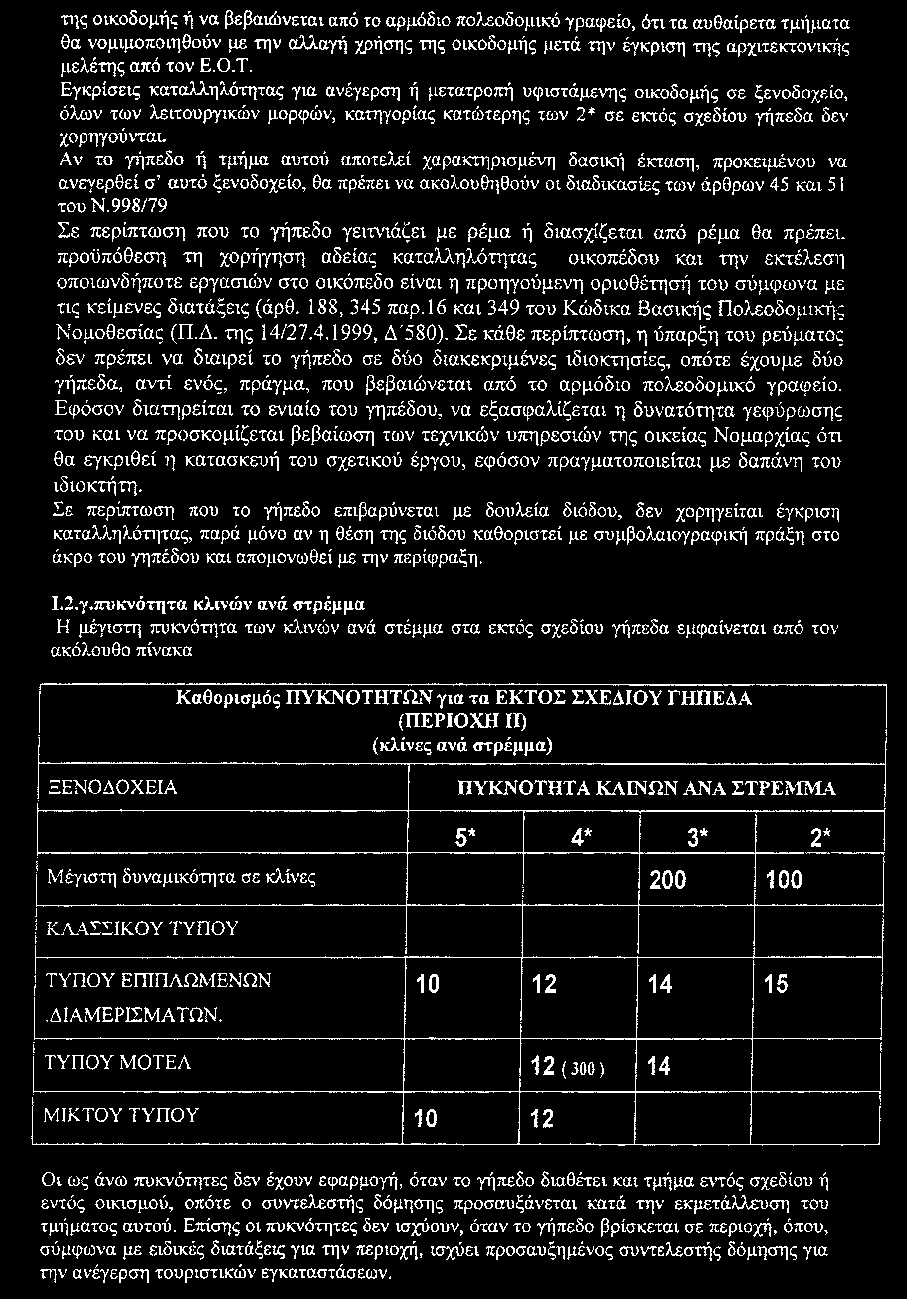 της οικοδομής ή να βεβαιώνεται από το αρμόδιο πολεοδομικό γραφείο, ότι τα αυθαίρετα τμήματα
θα νομιμοποιηθούν με την αλλαγή χρήσης της οικοδομής μετά την έγκριση της αρχιτεκτονικής
μελέτης από τον Ε.Ο.Τ.
Εγκρίσεις καταλληλότητας για ανέγερση ή μετατροπή υφιστάμενης οικοδομής σε ξενοδοχείο,
όλων των λειτουργικών μορφών, κατηγορίας κατώτερης των 2* σε εκτός σχεδίου γήπεδα δεν
χορηγούνται.
Αν το γήπεδο ή τμήμα αυτού αποτελεί χαρακτηρισμένη δασική έκταση, προκειμένου να
ανεγερθεί σ' αυτό ξενοδοχείο, θα πρέπει να ακολουθηθούν οι διαδικασίες των άρθρων 45 και 51
του Ν.998/79
Σε περίπτωση που το γήπεδο γειτνιάζει με ρέμα ή διασχίζεται από ρέμα θα πρέπει
προϋπόθεση τη χορήγηση αδείας καταλληλότητας οικοπέδου και την εκτέλεση
οποιωνδήποτε εργασιών στο οικόπεδο είναι η προηγούμενη οριοθέτησή του σύμφωνα με
τις κείμενες διατάξεις (άρθ. 188, 345 παρ.16 και 349 του Κώδικα Βασικής Πολεοδομικής
Νομοθεσίας (Π.Δ. της 14/27.4.1999, Δ΄580). Σε κάθε περίπτωση, η ύπαρξη του ρεύματος
δεν πρέπει να διαιρεί το γήπεδο σε δύο διακεκριμένες ιδιοκτησίες, οπότε έχουμε δύο
γήπεδα, αντί ενός, πράγμα, που βεβαιώνεται από το αρμόδιο πολεοδομικό γραφείο.
Εφόσον διατηρείται το ενιαίο του γηπέδου, να εξασφαλίζεται η δυνατότητα γεφύρωσης
του και να προσκομίζεται βεβαίωση των τεχνικών υπηρεσιών της οικείας Νομαρχίας ότι
θα εγκριθεί η κατασκευή του σχετικού έργου, εφόσον πραγματοποιείται με δαπάνη του
ιδιοκτήτη.
Σε περίπτωση που το γήπεδο επιβαρύνεται με δουλεία διόδου, δεν χορηγείται έγκριση
καταλληλότητας, παρά μόνο αν η θέση της διόδου καθοριστεί με συμβολαιογραφική πράξη στο
άκρο του γηπέδου και απομονωθεί με την περίφραξη.
Ι.2.γ.πυκνότητα κλινών ανά στρέμμα
Η μέγιστη πυκνότητα των κλινών ανά στέμμα στα εκτός σχεδίου γήπεδα εμφαίνεται από τον
ακόλουθο πίνακα
Καθορισμός ΠΥΚΝΟΤΗΤΩΝ για τα ΕΚΤΟΣ ΣΧΕΔΙΟΥ ΓΗΠΕΔΑ
(ΠΕΡΙΟΧΗ ΙΙ)
(κλίνες ανά στρέμμα)
ΞΕΝΟΔΟΧΕΙΑ ΠΥΚΝΟΤΗΤΑ ΚΛΙΝΩΝ ΑΝΑ ΣΤΡΕΜΜΑ
5* 4* 3* 2*
Μέγιστη δυναμικότητα σε κλίνες 200 100
ΚΛΑΣΣΙΚΟΥ ΤΥΠΟΥ
ΤΥΠΟΥ ΕΠΙΠΛΩΜΕΝΩΝ 10 12 14 15
.ΔΙΑΜΕΡΙΣΜΑΤΩΝ.
ΤΥΠΟΥ ΜΟΤΕΛ 12 (300) 14
ΜΙΚΤΟΥ ΤΥΠΟΥ 10 12
Οι ως άνω πυκνότητες δεν έχουν εφαρμογή, όταν το γήπεδο διαθέτει και τμήμα εντός σχεδίου ή
εντός οικισμού, οπότε ο συντελεστής δόμησης προσαυξάνεται κατά την εκμετάλλευση του
τμήματος αυτού. Επίσης οι πυκνότητες δεν ισχύουν, όταν το γήπεδο βρίσκεται σε περιοχή, όπου,
σύμφωνα με ειδικές διατάξεις για την περιοχή, ισχύει προσαυξημένος συντελεστής δόμησης για
την ανέγερση τουριστικών εγκαταστάσεων.